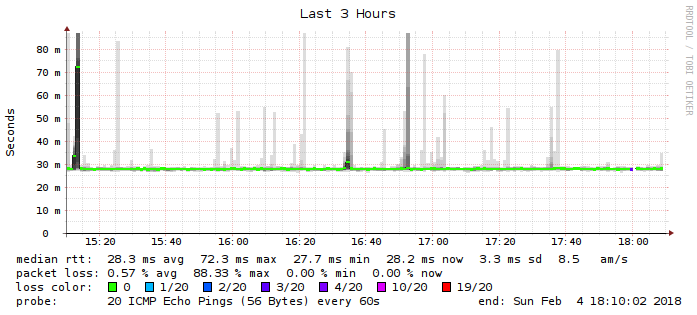 Last 3 Hours
RRDTOOL / TOBI OETIKER
Seconds
80 m
70 m
60 m
50 m
40 m
30 m
20 m
10 m
0
15:20 15:40 16:00 16:20 16:40 17:00 17:20 17:40 18:00
median rtt: 28.3 ms avg 72.3 ms max 27.7 ms min 28.2 ms now 3.3 ms sd 8.5 am/s
packet loss: 0.57 % avg 88.33 % max 0.00 % min 0.00 % now
loss color: 0 1/20 2/20 3/20 4/20 10/20 19/20
probe: 20 ICMP Echo Pings (56 Bytes) every 60s end: Sun Feb 4 18:10:02 2018